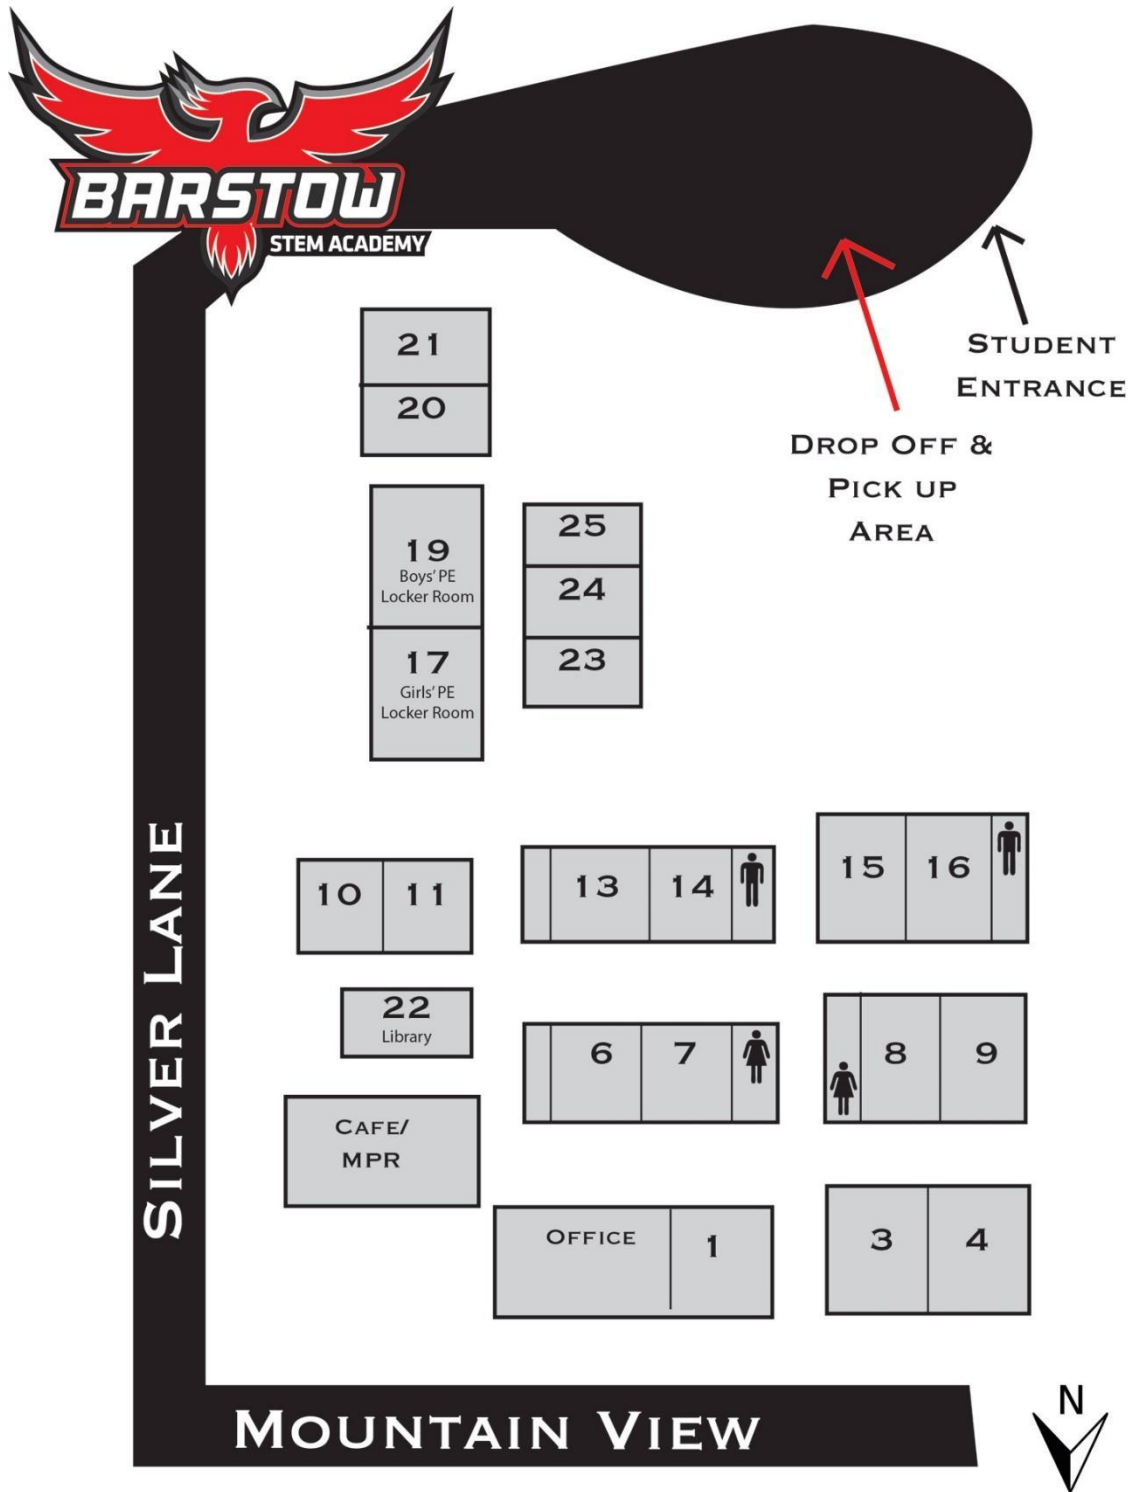 BARSTOW
STEM ACADEMY
STUDENT
ENTRANCE
DROP OFF &
PICK UP
AREA
21
20
19
Boys' PE
Locker Room
17
Girls' PE
Locker Room
25
24
23
10 11
13 14
15 16
22
Library
6 7
8 9
CAFE/
MPR
OFFICE
1
3 4
SILVER LANE
MOUNTAIN VIEW
N